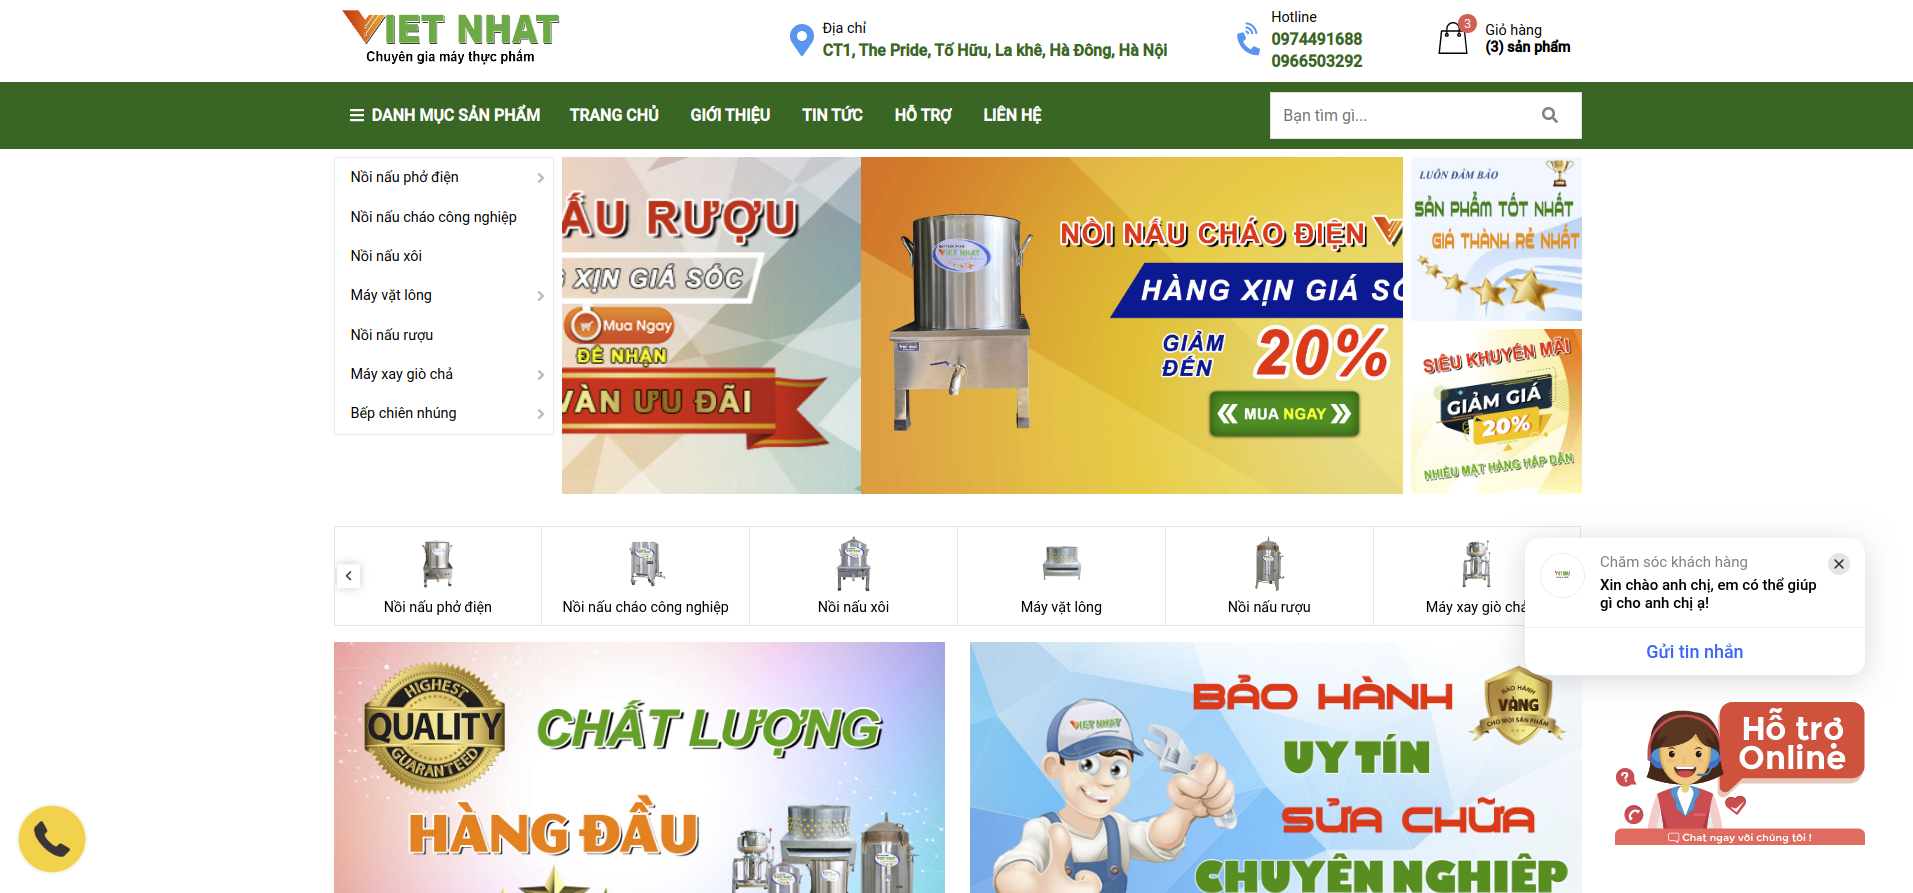 VIET NHAT
Chuyên gia máy thực phẩm
Địa chỉ
CT1, The Pride, Tố Hữu, La khê, Hà Đông, Hà Nội
Hotline
0974491688
0966503292
3
Giỏ hàng
(3) sản phẩm
DANH MỤC SẢN PHẨM
TRANG CHỦ
GIỚI THIỆU
TIN TỨC
HỖ TRỢ
LIÊN HỆ
Bạn tìm gì...
Nồi nấu phở điện
Nồi nấu cháo công nghiệp
Nồi nấu xôi
Máy vặt lông
Nồi nấu rượu
Máy xay giò chả
Bếp chiên nhúng
ẤU RƯỢU
XỊN GIÁ SỐC
Mua Ngay
ĐỂ NHẬN
VÀN ƯU ĐÃI
VIET NHAT
NỒI NẤU CHÁO ĐIỆN V
HÀNG XỊN GIÁ SỐ
GIẢM
ĐẾN
20%
MUA NGAY
LUÔN ĐẢM BẢO
SẢN PHẨM TỐT NHẤT
GIÁ THÀNH RẺ NHẤT
SIÊU KHUYẾN MÃI
GIẢM GIÁ
20%
NHIỀU MẶT HÀNG HẤP DẪN
Nồi nấu phở điện
Nồi nấu cháo công nghiệp
Nồi nấu xôi
Máy vặt lông
Nồi nấu rượu
Máy xay giò chả
Chăm sóc khách hàng
Xin chào anh chị, em có thể giúp
gì cho anh chị ạ!
Gửi tin nhắn
HIGHEST
QUALITY
GUARANTEED
CHẤT LƯỢNG
HÀNG ĐẦU
VIET NHAT
BẢO HÀNH
UY TÍN
SỬA CHỮA
CHUYÊN NGHIỆP
BẢO HÀNH
VÀNG
CHO MỌI SẢN PHẨM
Hỗ trợ
Online
Chat ngay với chúng tôi !